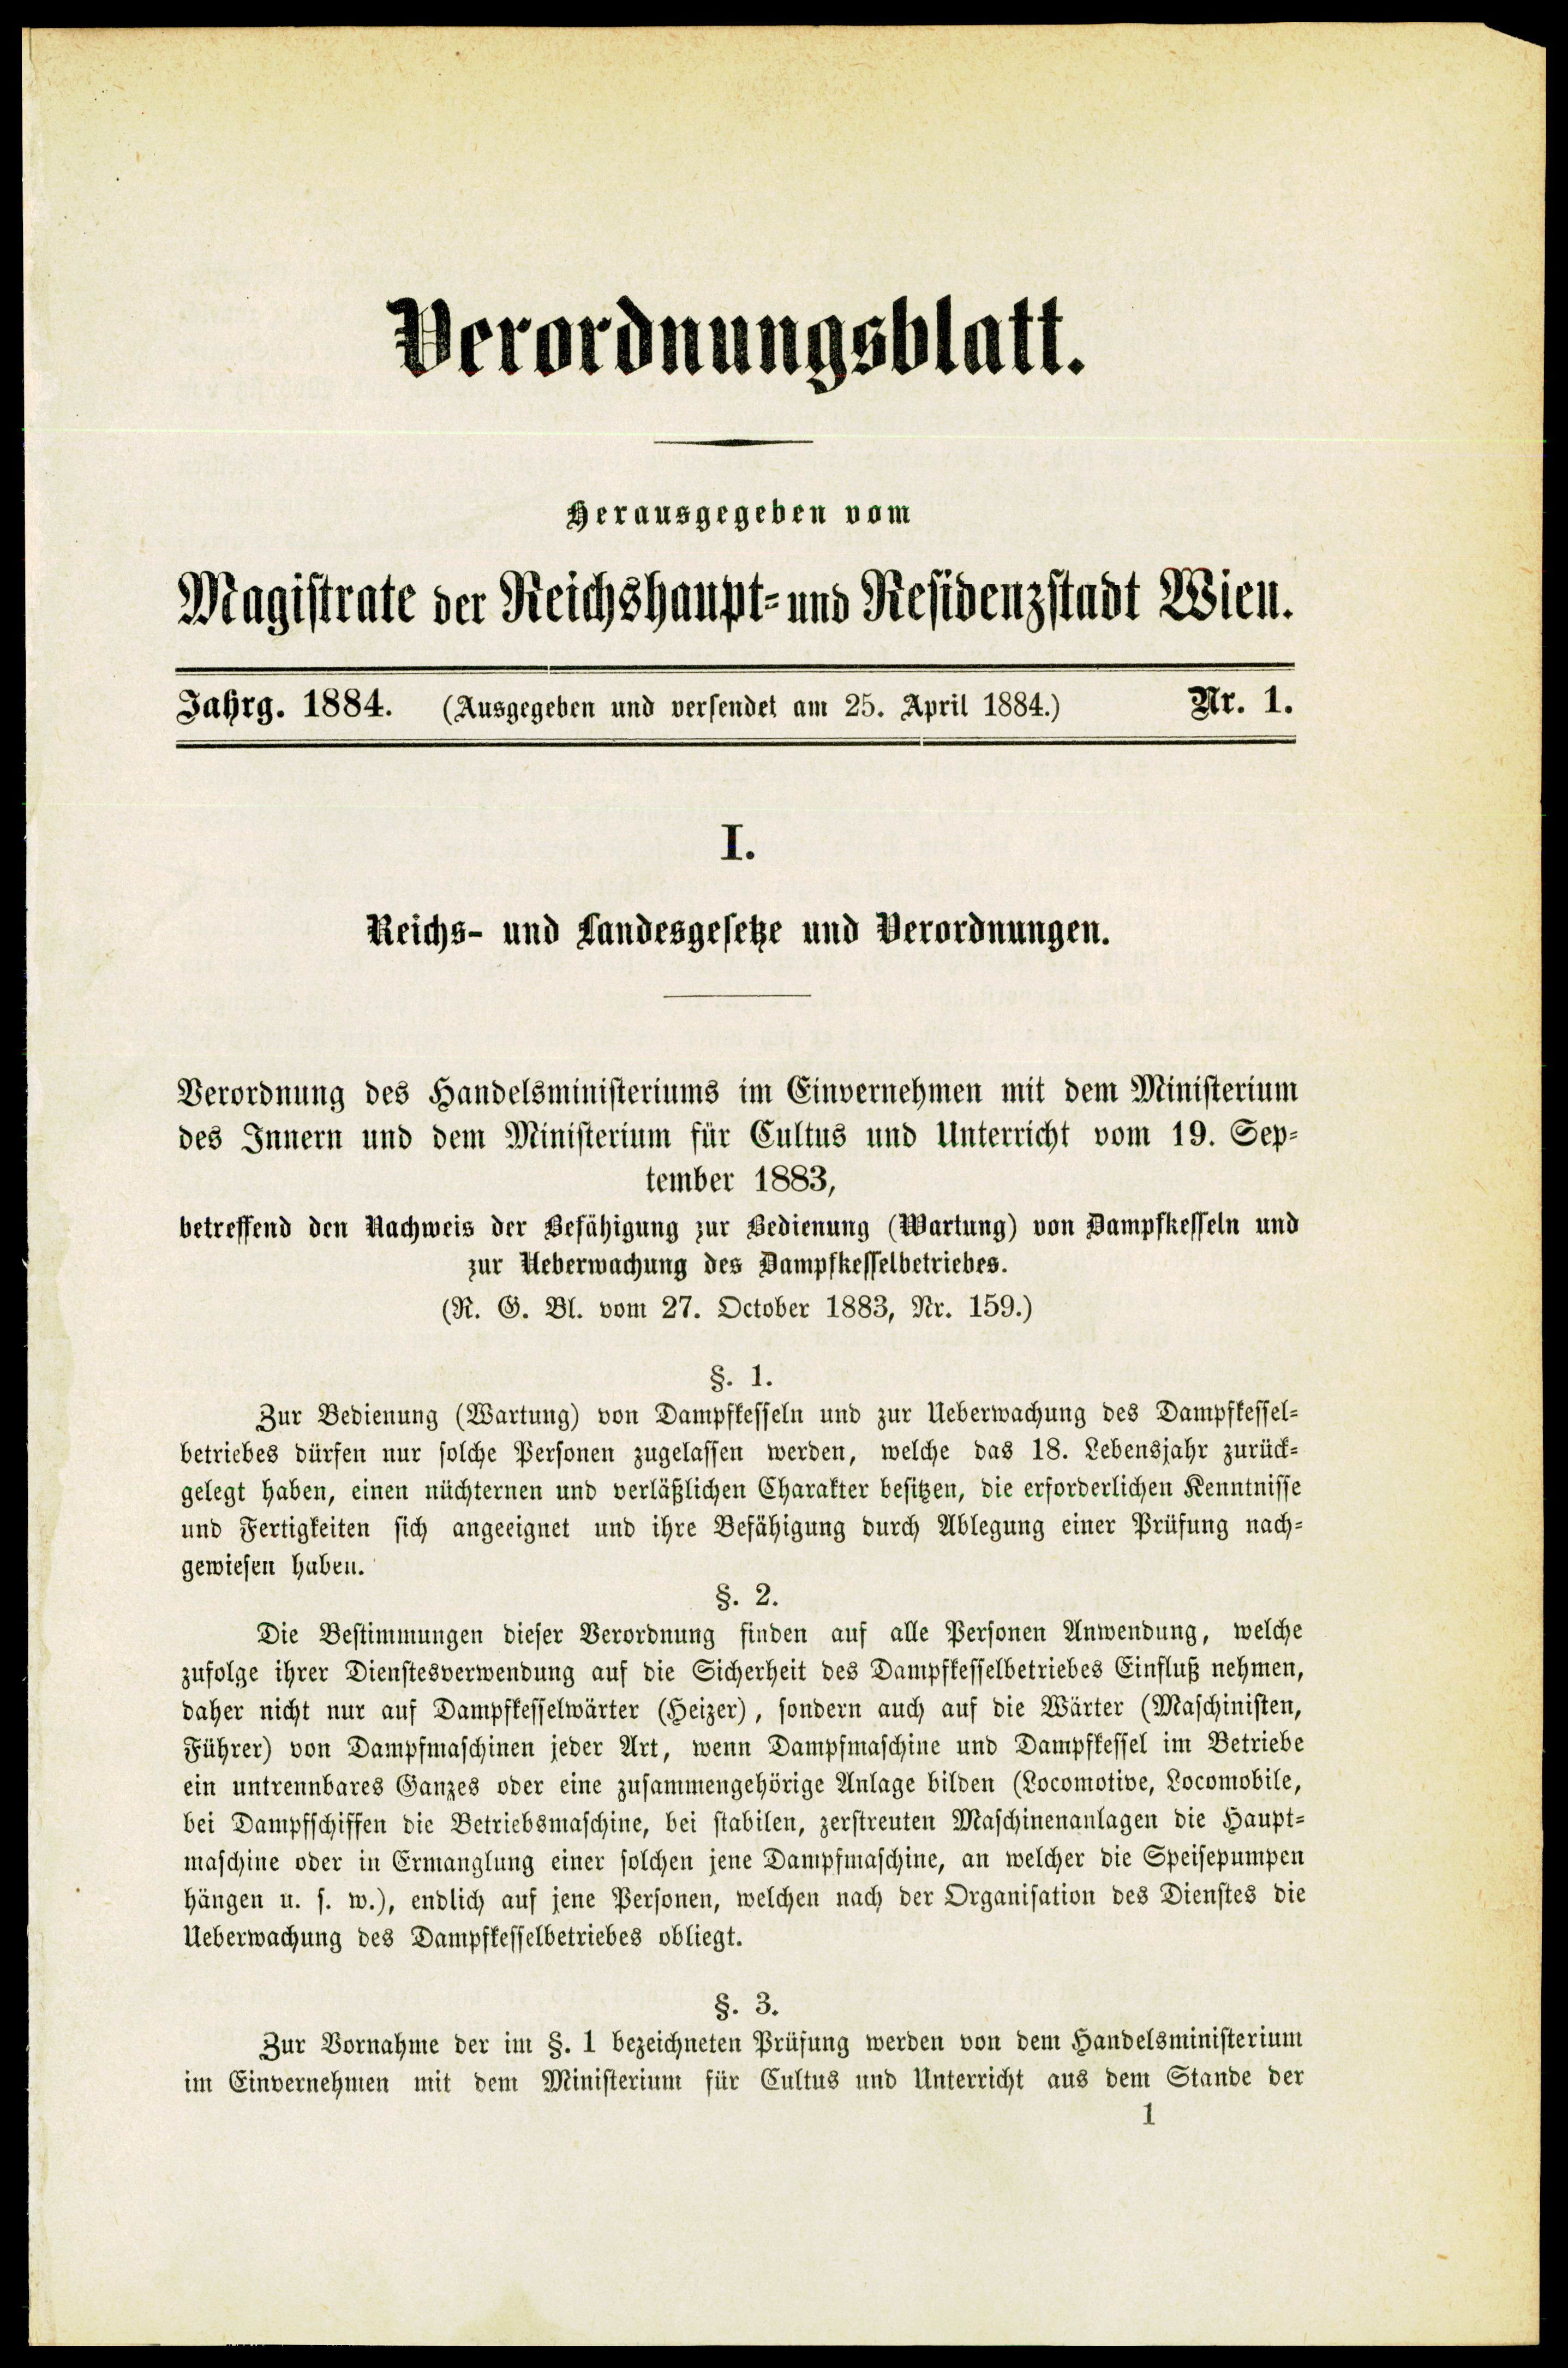 Verordnungsblatt.
Herausgegeben vom
Magistrate der Reichshaupt- und Residenzstadt Wien.
Jahrg. 1884. (Ausgegeben und versendet am 25. April 1884.) Nr. 1.
I.
Reichs- und Landesgesetze und Verordnungen.
Verordnung des Handelsministeriums im Einvernehmen mit dem Ministerium
des Innern und dem Ministerium für Cultus und Unterricht vom 19. Sep-
tember 1883,
betreffend den Nachweis der Befähigung zur Bedienung (Wartung) von Dampfkesseln und
zur Ueberwachung des Dampfkesselbetriebes.
(R. G. Bl. vom 27. October 1883, Nr. 159.)
§. 1.
Zur Bedienung (Wartung) von Dampfkesseln und zur Ueberwachung des Dampfkessel-
betriebes dürfen nur solche Personen zugelassen werden, welche das 18. Lebensjahr zurück-
gelegt haben, einen nüchternen und verläßlichen Charakter besitzen, die erforderlichen Kenntnisse
und Fertigkeiten sich angeeignet und ihre Befähigung durch Ablegung einer Prüfung nach-
gewiesen haben.
§. 2.
Die Bestimmungen dieser Verordnung finden auf alle Personen Anwendung, welche
zufolge ihrer Dienstesverwendung auf die Sicherheit des Dampfkesselbetriebes Einfluß nehmen,
daher nicht nur auf Dampfkesselwärter (Heizer), sondern auch auf die Wärter (Maschinisten,
Führer) von Dampfmaschinen jeder Art, wenn Dampfmaschine und Dampfkessel im Betriebe
ein untrennbares Ganzes oder eine zusammengehörige Anlage bilden (Locomotive, Locomobile,
bei Dampfschiffen die Betriebsmaschine, bei stabilen, zerstreuten Maschinenanlagen die Haupt-
maschine oder in Ermanglung einer solchen jene Dampfmaschine, an welcher die Speisepumpen
hängen u. s. w.), endlich auf jene Personen, welchen nach der Organisation des Dienstes die
Ueberwachung des Dampfkesselbetriebes obliegt.
§. 3.
Zur Vornahme der im §. 1 bezeichneten Prüfung werden von dem Handelsministerium
im Einvernehmen mit dem Ministerium für Cultus und Unterricht aus dem Stande der
1